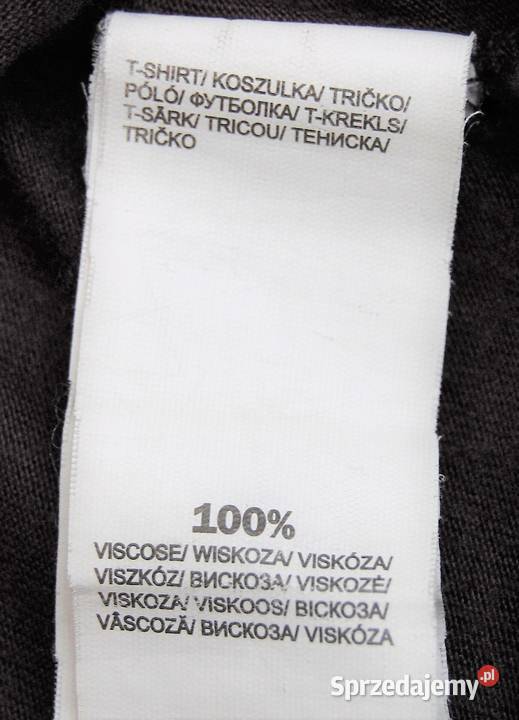 T-SHIRT/ KOSZULKA/ TRIČKO/
PÓLÓ/ ФУТБОЛКА/ T-KREKLS/
T-SÄRK/ TRICOU/ ТЕНИСКА/
TRIČKO
100%
VISCOSE/ WISKOZA/ VISKÓZA/
VISZKÓZ/ ВИСКОЗА/ VISKOZĖ/
VISKOZA/ VISKOOS/ ВІСКОЗА/
VÂSCOZĂ/ ВИСКОЗА/ VISKÓZA
Sprzedajemy.pl